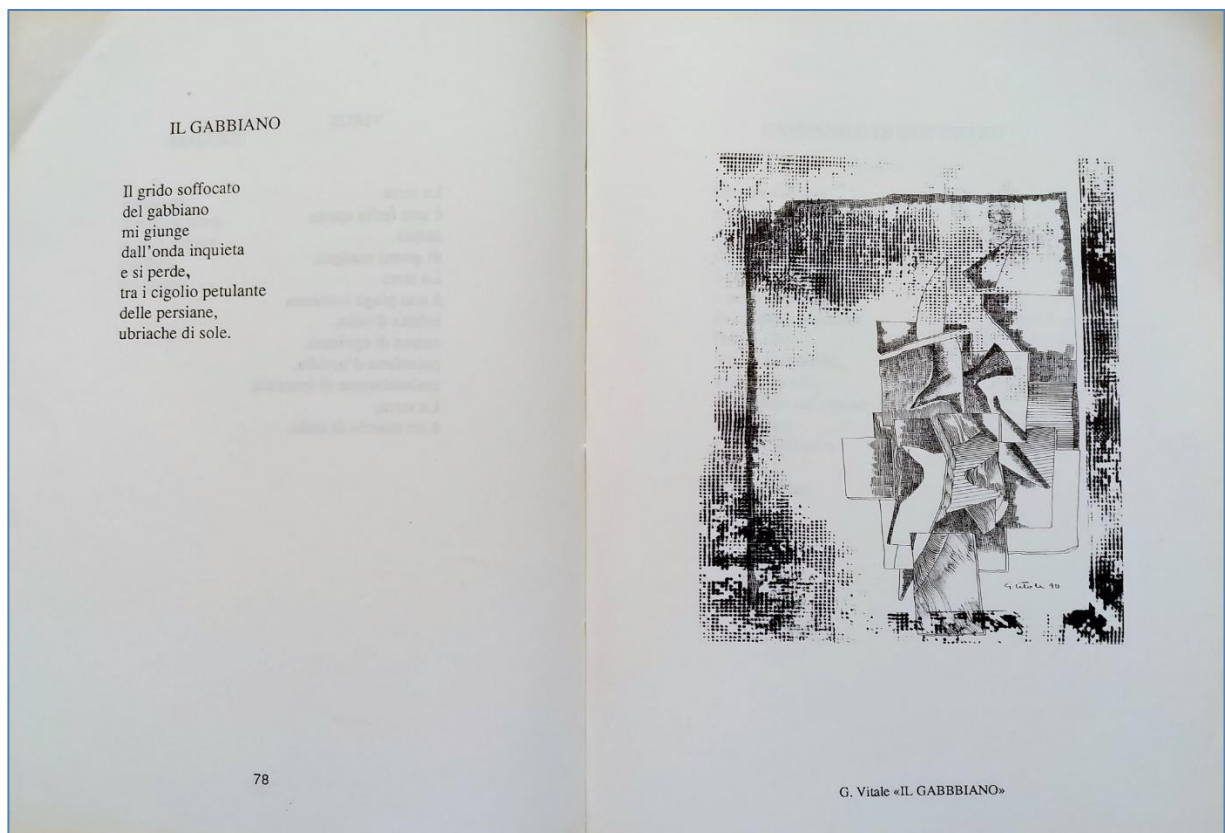 IL GABBIANO
Il grido soffocato
del gabbiano
mi giunge
dall'onda inquieta
e si perde,
tra i cigolio petulante
delle persiane,
ubriache di sole.
78
90
G. Vitale «IL GABBBIANO»